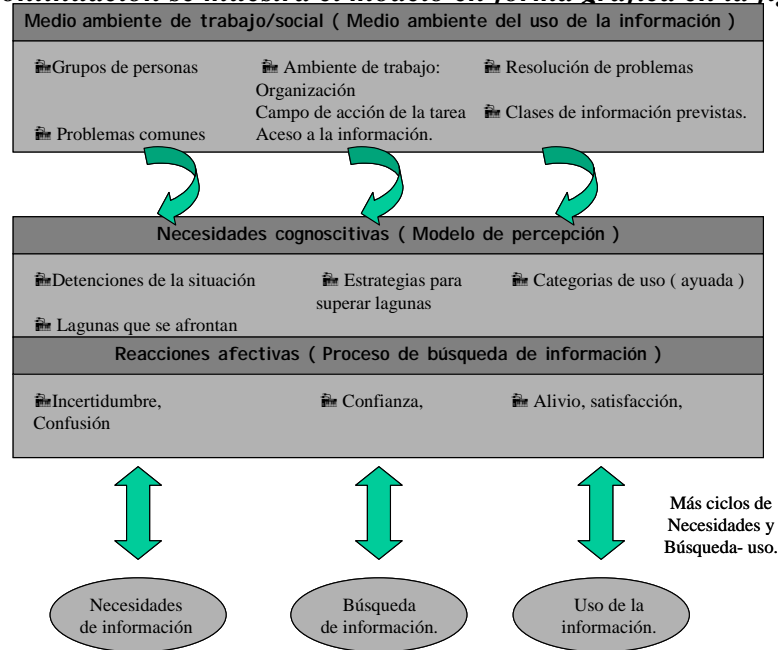 Medio ambiente de trabajo/social ( Medio ambiente del uso de la información )
Grupos de personas
Problemas comunes
Ambiente de trabajo:
Organización
Campo de acción de la tarea
Aceso a la información.
Resolución de problemas
Clases de información previstas.
Necesidades cognoscitivas ( Modelo de percepción )
Detenciones de la situación
Lagunas que se afrontan
Estrategias para
superar lagunas
Categorias de uso ( ayuada )
Reacciones afectivas ( Proceso de búsqueda de información )
Incertidumbre,
Confusión
Confianza,
Alivio, satisfacción,
Más ciclos de
Necesidades y
Búsqueda- uso.
Necesidades
de información
Búsqueda
de información.
Uso de la
información.